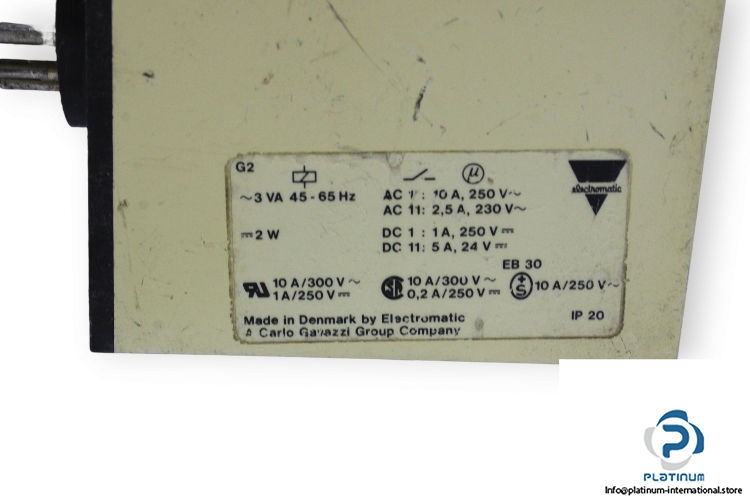 G2
µ
electromatic
~3 VA 45-65 Hz
AC 1 : 10 A, 250 V~
AC 11: 2,5 A, 230 V~
⎓2 W
DC 1 : 1A, 250 V⎓
DC 11: 5 A, 24 V⎓
EB 30
10 A/300 V~
1A/250 V⎓
10 A/300 V~
0,2 A/250 V⎓
+S 10 A/250 V~
Made in Denmark by Electromatic
A Carlo Gavazzi Group Company
IP 20
PLATINUM
Info@platinum-international.store